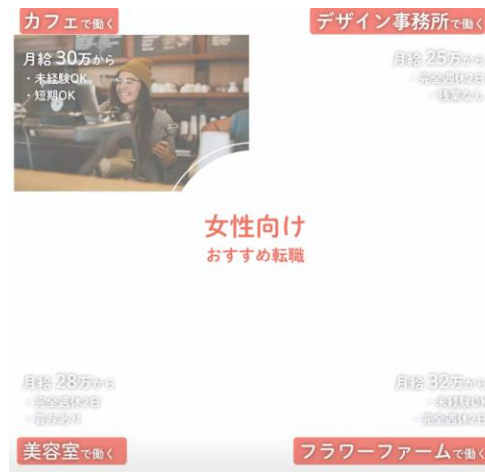 カフェで働く
月給 30万から
・未経験OK
・短期OK
デザイン事務所で働く
月給 25万から
・完全週休2日
・残業なし
女性向け
おすすめ転職
月給 28万から
・完全週休2日
・賞与あり
美容室で働く
月給 32万から
・未経験OK
・完全週休2日
フラワーファームで働く